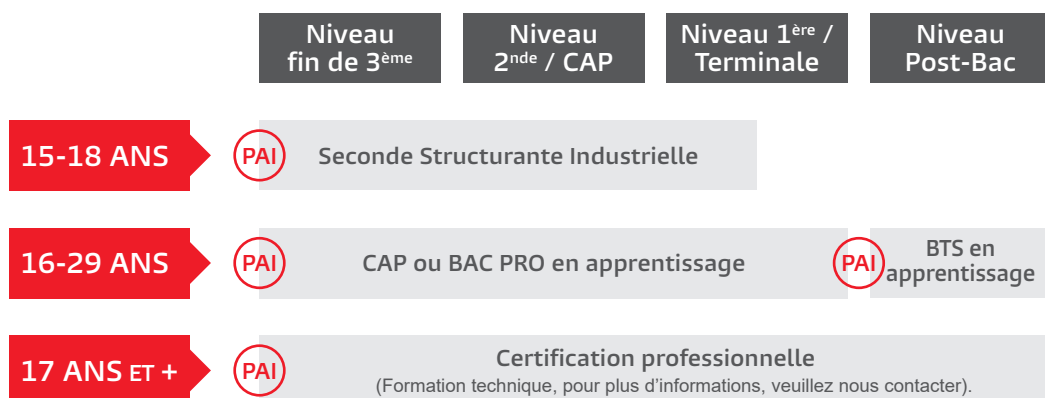 Niveau
fin de 3ème
Niveau
2nde / CAP
Niveau 1ère /
Terminale
Niveau
Post-Bac
15-18 ANS
PAI
Seconde Structurante Industrielle
16-29 ANS
PAI
CAP ou BAC PRO en apprentissage
PAI
BTS en
apprentissage
17 ANS ET +
PAI
Certification professionnelle
(Formation technique, pour plus d'informations, veuillez nous contacter).